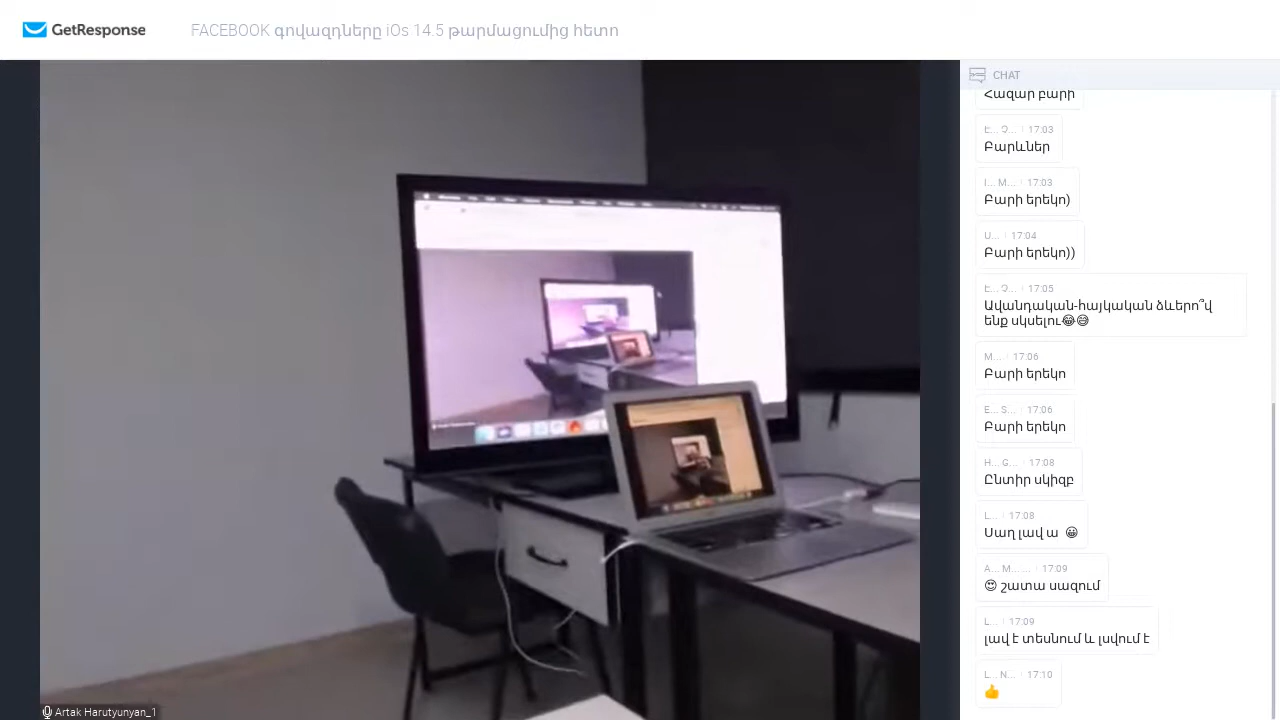 GetResponse
FACEBOOK գովազդները iOs 14.5 թարմացումից հետո
CHAT
Հազար բարի
Է... Չ... 17:03
Բարևներ
I... M... 17:03
Բարի երեկո)
Ս... 17:04
Բարի երեկո))
Է... Չ... 17:05
Ավանդական-հայկական ձևերո՞վ
ենք սկսելու😂😅
M... 17:06
Բարի երեկո
E... S... 17:06
Բարի երեկո
H... G... 17:08
Ընտիր սկիզբ
L... 17:08
Սաղ լավ ա 😀
A... M... ... 17:09
😍 շատա սազում
L... 17:09
լավ է տեսնում և լսվում է
L... N... 17:10
👍
Artak Harutyunyan_1